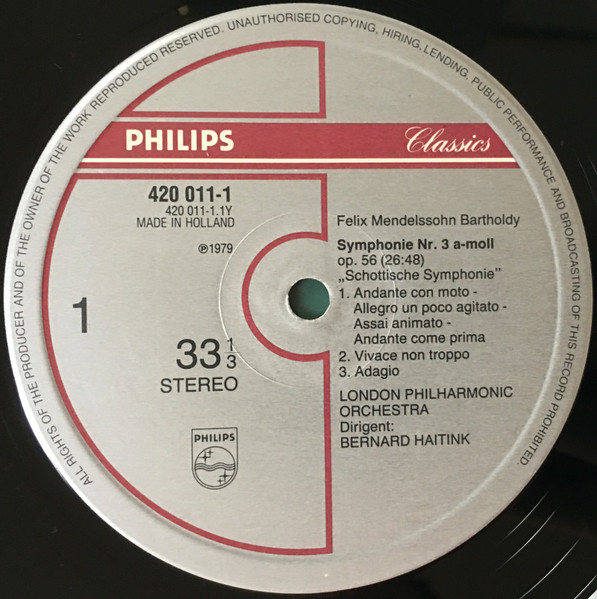 ALL RIGHTS OF THE PRODUCER AND OF THE OWNER OF THE WORK REPRODUCED RESERVED. UNAUTHORISED COPYING, HIRING, LENDING, PUBLIC PERFORMANCE AND BROADCASTING OF THIS RECORD PROHIBITED.
PHILIPS
Classics
420 011-1
420 011-1.1Y
MADE IN HOLLAND
℗1979
1
33 1/3
STEREO
PHILIPS
Felix Mendelssohn Bartholdy
Symphonie Nr. 3 a-moll
op. 56 (26:48)
„Schottische Symphonie”
1. Andante con moto -
Allegro un poco agitato -
Assai animato -
Andante come prima
2. Vivace non troppo
3. Adagio
LONDON PHILHARMONIC
ORCHESTRA
Dirigent:
BERNARD HAITINK